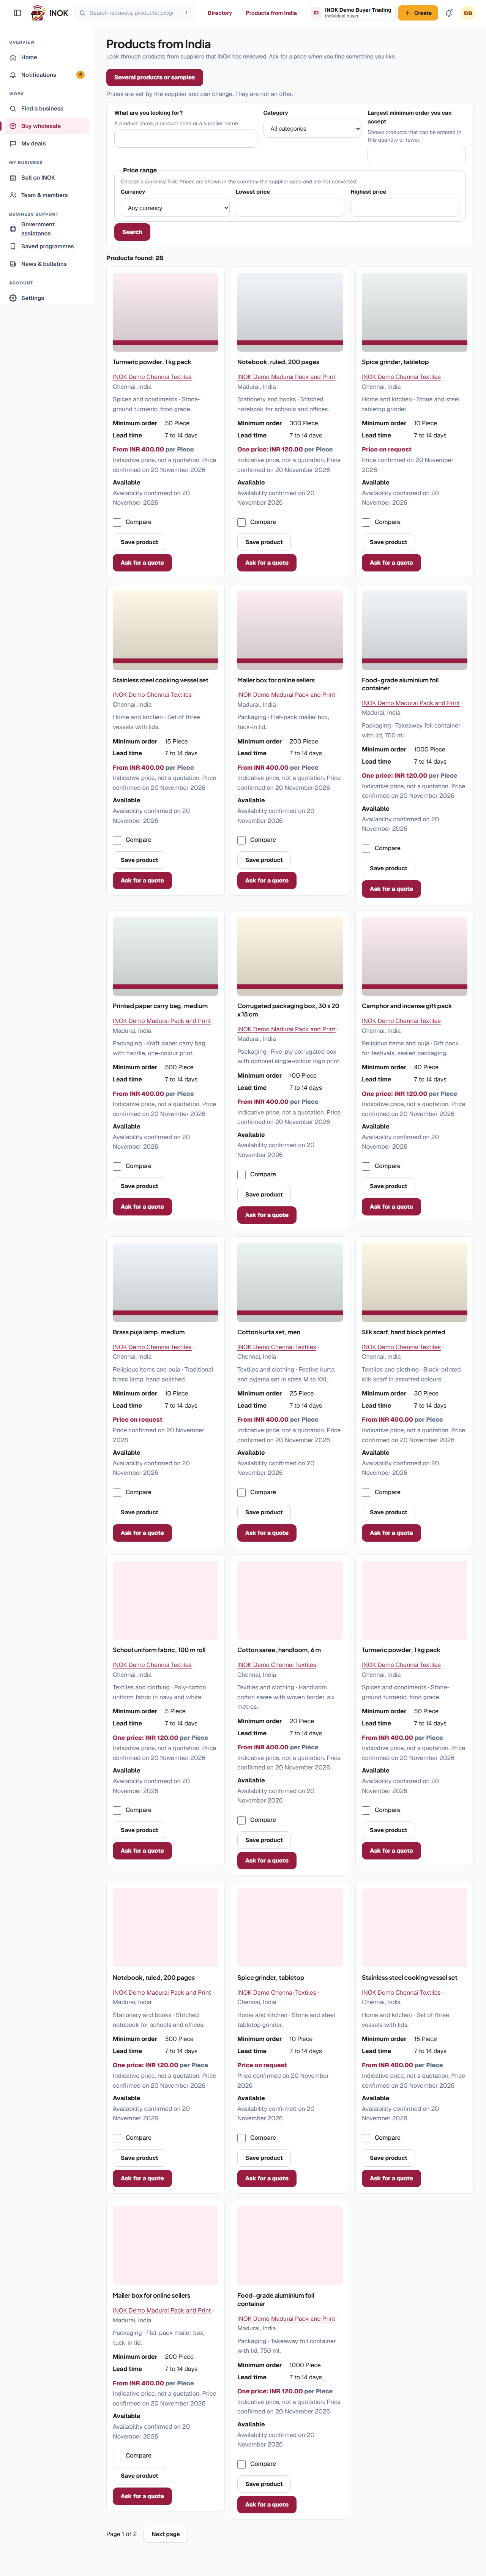 INOK
Search requests, products, progr
/
Directory
Products from India
ID
INOK Demo Buyer Trading
Individual buyer
Create
DB
OVERVIEW
Home
Notifications
4
WORK
Find a business
Buy wholesale
My deals
MY BUSINESS
Sell on INOK
Team & members
BUSINESS SUPPORT
Government
assistance
Saved programmes
News & bulletins
ACCOUNT
Settings
Products from India
Look through products from suppliers that INOK has reviewed. Ask for a price when you find something you like.
Several products or samples
Prices are set by the supplier and can change. They are not an offer.
What are you looking for?
A product name, a product code or a supplier name.
Category
All categories
Largest minimum order you can
accept
Shows products that can be ordered in
this quantity or fewer.
Price range
Choose a currency first. Prices are shown in the currency the supplier used and are not converted.
Currency
Any currency
Lowest price
Highest price
Search
Products found: 28
Turmeric powder, 1 kg pack
INOK Demo Chennai Textiles ·
Chennai, India
Spices and condiments · Stone-
ground turmeric, food grade.
Minimum order 50 Piece
Lead time 7 to 14 days
From INR 400.00 per Piece
Indicative price, not a quotation. Price
confirmed on 20 November 2026
Available
Availability confirmed on 20
November 2026
Compare
Save product
Ask for a quote
Notebook, ruled, 200 pages
INOK Demo Madurai Pack and Print ·
Madurai, India
Stationery and books · Stitched
notebook for schools and offices.
Minimum order 300 Piece
Lead time 7 to 14 days
One price: INR 120.00 per Piece
Indicative price, not a quotation. Price
confirmed on 20 November 2026
Available
Availability confirmed on 20
November 2026
Compare
Save product
Ask for a quote
Spice grinder, tabletop
INOK Demo Chennai Textiles ·
Chennai, India
Home and kitchen · Stone and steel
tabletop grinder.
Minimum order 10 Piece
Lead time 7 to 14 days
Price on request
Price confirmed on 20 November
2026
Available
Availability confirmed on 20
November 2026
Compare
Save product
Ask for a quote
Stainless steel cooking vessel set
INOK Demo Chennai Textiles ·
Chennai, India
Home and kitchen · Set of three
vessels with lids.
Minimum order 15 Piece
Lead time 7 to 14 days
From INR 400.00 per Piece
Indicative price, not a quotation. Price
confirmed on 20 November 2026
Available
Availability confirmed on 20
November 2026
Compare
Save product
Ask for a quote
Mailer box for online sellers
INOK Demo Madurai Pack and Print ·
Madurai, India
Packaging · Flat-pack mailer box,
tuck-in lid.
Minimum order 200 Piece
Lead time 7 to 14 days
From INR 400.00 per Piece
Indicative price, not a quotation. Price
confirmed on 20 November 2026
Available
Availability confirmed on 20
November 2026
Compare
Save product
Ask for a quote
Food-grade aluminium foil
container
INOK Demo Madurai Pack and Print ·
Madurai, India
Packaging · Takeaway foil container
with lid, 750 ml.
Minimum order 1000 Piece
Lead time 7 to 14 days
One price: INR 120.00 per Piece
Indicative price, not a quotation. Price
confirmed on 20 November 2026
Available
Availability confirmed on 20
November 2026
Compare
Save product
Ask for a quote
Printed paper carry bag, medium
INOK Demo Madurai Pack and Print ·
Madurai, India
Packaging · Kraft paper carry bag
with handle, one-colour print.
Minimum order 500 Piece
Lead time 7 to 14 days
From INR 400.00 per Piece
Indicative price, not a quotation. Price
confirmed on 20 November 2026
Available
Availability confirmed on 20
November 2026
Compare
Save product
Ask for a quote
Corrugated packaging box, 30 x 20
x 15 cm
INOK Demo Madurai Pack and Print ·
Madurai, India
Packaging · Five-ply corrugated box
with optional single-colour logo print.
Minimum order 100 Piece
Lead time 7 to 14 days
From INR 400.00 per Piece
Indicative price, not a quotation. Price
confirmed on 20 November 2026
Available
Availability confirmed on 20
November 2026
Compare
Save product
Ask for a quote
Camphor and incense gift pack
INOK Demo Chennai Textiles ·
Chennai, India
Religious items and puja · Gift pack
for festivals, sealed packaging.
Minimum order 40 Piece
Lead time 7 to 14 days
One price: INR 120.00 per Piece
Indicative price, not a quotation. Price
confirmed on 20 November 2026
Available
Availability confirmed on 20
November 2026
Compare
Save product
Ask for a quote
Brass puja lamp, medium
INOK Demo Chennai Textiles ·
Chennai, India
Religious items and puja · Traditional
brass lamp, hand polished.
Minimum order 10 Piece
Lead time 7 to 14 days
Price on request
Price confirmed on 20 November
2026
Available
Availability confirmed on 20
November 2026
Compare
Save product
Ask for a quote
Cotton kurta set, men
INOK Demo Chennai Textiles ·
Chennai, India
Textiles and clothing · Festive kurta
and pyjama set in sizes M to XXL.
Minimum order 25 Piece
Lead time 7 to 14 days
From INR 400.00 per Piece
Indicative price, not a quotation. Price
confirmed on 20 November 2026
Available
Availability confirmed on 20
November 2026
Compare
Save product
Ask for a quote
Silk scarf, hand block printed
INOK Demo Chennai Textiles ·
Chennai, India
Textiles and clothing · Block-printed
silk scarf in assorted colours.
Minimum order 30 Piece
Lead time 7 to 14 days
From INR 400.00 per Piece
Indicative price, not a quotation. Price
confirmed on 20 November 2026
Available
Availability confirmed on 20
November 2026
Compare
Save product
Ask for a quote
School uniform fabric, 100 m roll
INOK Demo Chennai Textiles ·
Chennai, India
Textiles and clothing · Poly-cotton
uniform fabric in navy and white.
Minimum order 5 Piece
Lead time 7 to 14 days
One price: INR 120.00 per Piece
Indicative price, not a quotation. Price
confirmed on 20 November 2026
Available
Availability confirmed on 20
November 2026
Compare
Save product
Ask for a quote
Cotton saree, handloom, 6 m
INOK Demo Chennai Textiles ·
Chennai, India
Textiles and clothing · Handloom
cotton saree with woven border, six
metres.
Minimum order 20 Piece
Lead time 7 to 14 days
From INR 400.00 per Piece
Indicative price, not a quotation. Price
confirmed on 20 November 2026
Available
Availability confirmed on 20
November 2026
Compare
Save product
Ask for a quote
Turmeric powder, 1 kg pack
INOK Demo Chennai Textiles ·
Chennai, India
Spices and condiments · Stone-
ground turmeric, food grade.
Minimum order 50 Piece
Lead time 7 to 14 days
From INR 400.00 per Piece
Indicative price, not a quotation. Price
confirmed on 20 November 2026
Available
Availability confirmed on 20
November 2026
Compare
Save product
Ask for a quote
Notebook, ruled, 200 pages
INOK Demo Madurai Pack and Print ·
Madurai, India
Stationery and books · Stitched
notebook for schools and offices.
Minimum order 300 Piece
Lead time 7 to 14 days
One price: INR 120.00 per Piece
Indicative price, not a quotation. Price
confirmed on 20 November 2026
Available
Availability confirmed on 20
November 2026
Compare
Save product
Ask for a quote
Spice grinder, tabletop
INOK Demo Chennai Textiles ·
Chennai, India
Home and kitchen · Stone and steel
tabletop grinder.
Minimum order 10 Piece
Lead time 7 to 14 days
Price on request
Price confirmed on 20 November
2026
Available
Availability confirmed on 20
November 2026
Compare
Save product
Ask for a quote
Stainless steel cooking vessel set
INOK Demo Chennai Textiles ·
Chennai, India
Home and kitchen · Set of three
vessels with lids.
Minimum order 15 Piece
Lead time 7 to 14 days
From INR 400.00 per Piece
Indicative price, not a quotation. Price
confirmed on 20 November 2026
Available
Availability confirmed on 20
November 2026
Compare
Save product
Ask for a quote
Mailer box for online sellers
INOK Demo Madurai Pack and Print ·
Madurai, India
Packaging · Flat-pack mailer box,
tuck-in lid.
Minimum order 200 Piece
Lead time 7 to 14 days
From INR 400.00 per Piece
Indicative price, not a quotation. Price
confirmed on 20 November 2026
Available
Availability confirmed on 20
November 2026
Compare
Save product
Ask for a quote
Food-grade aluminium foil
container
INOK Demo Madurai Pack and Print ·
Madurai, India
Packaging · Takeaway foil container
with lid, 750 ml.
Minimum order 1000 Piece
Lead time 7 to 14 days
One price: INR 120.00 per Piece
Indicative price, not a quotation. Price
confirmed on 20 November 2026
Available
Availability confirmed on 20
November 2026
Compare
Save product
Ask for a quote
Page 1 of 2
Next page